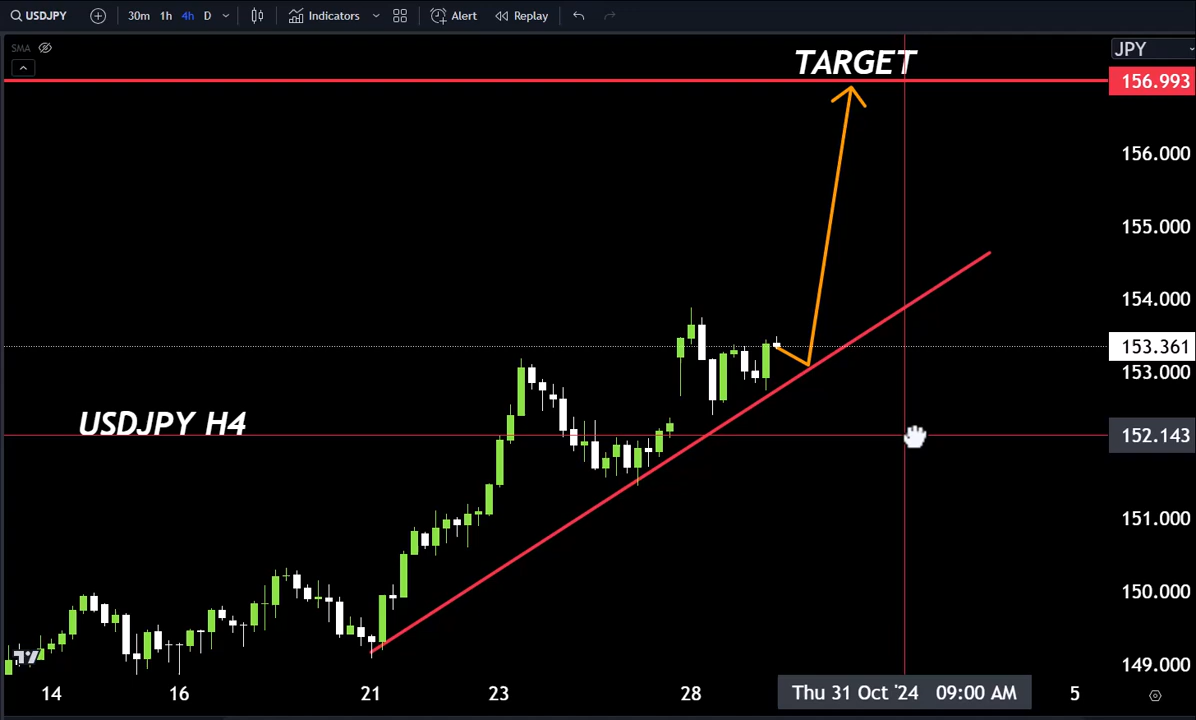 USDJPY 30m 1h 4h D Indicators Alert Replay
SMA
TARGET
JPY
156.993
156.000
155.000
154.000
153.361
153.000
USDJPY H4
152.143
151.000
150.000
149.000
14 16 21 23 28 Thu 31 Oct '24 09:00 AM 5